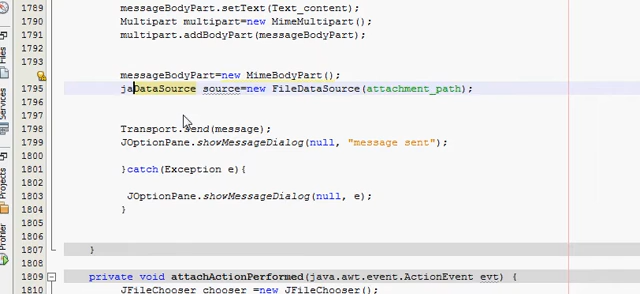 1789 messageBodyPart.setText(Text_content);
1790 Multipart multipart=new MimeMultipart();
1791 multipart.addBodyPart(messageBodyPart);
1792
1793
messageBodyPart=new MimeBodyPart();
1795 jaDataSource source=new FileDataSource(attachment_path);
1796
1797
1798 Transport.send(message);
1799 JOptionPane.showMessageDialog(null, "message sent");
1800
1801 }catch(Exception e){
1802
1803 JOptionPane.showMessageDialog(null, e);
1804 }
1805
1806
1807 }
1808
1809 private void attachActionPerformed(java.awt.event.ActionEvent evt) {
1810 JFileChooser chooser =new JFileChooser();
Files
Services
Projects
Profiler